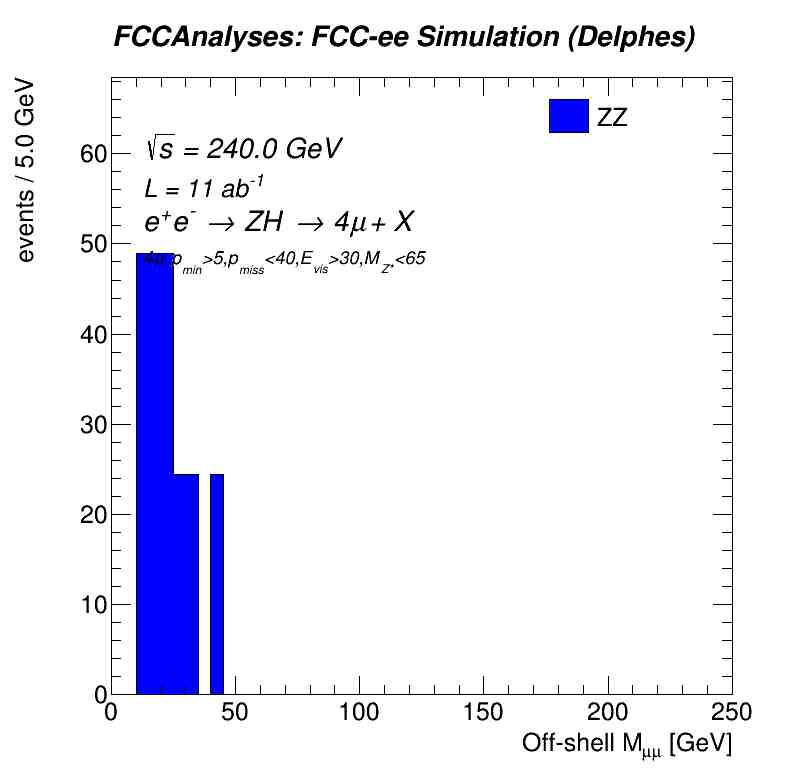 FCCAnalyses: FCC-ee Simulation (Delphes)
events / 5.0 GeV
ZZ
√s = 240.0 GeV
L = 11 ab⁻¹
e⁺e⁻ → ZH → 4μ + X
4μ p_min>5,p_miss<40,E_vis>30,M_Z*<65
60
50
40
30
20
10
0
0 50 100 150 200 250
Off-shell M_μμ [GeV]